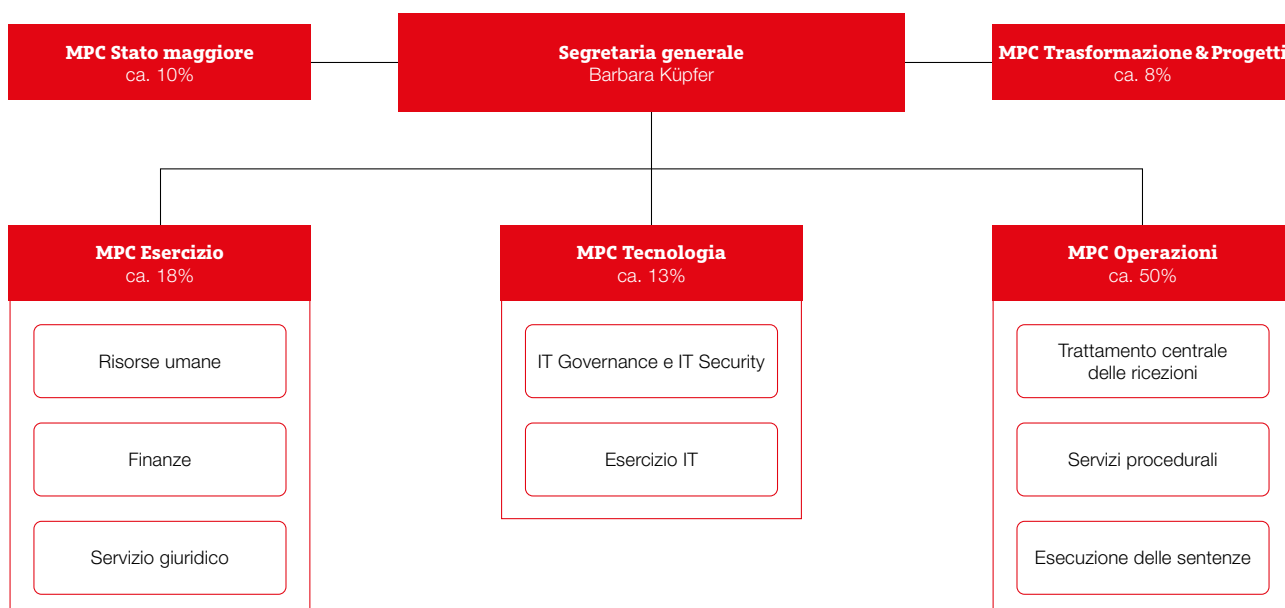 MPC Stato maggiore
ca. 10%
Segretaria generale
Barbara Küpfer
MPC Trasformazione & Progetti
ca. 8%
MPC Esercizio
ca. 18%
Risorse umane
Finanze
Servizio giuridico
MPC Tecnologia
ca. 13%
IT Governance e IT Security
Esercizio IT
MPC Operazioni
ca. 50%
Trattamento centrale
delle ricezioni
Servizi procedurali
Esecuzione delle sentenze